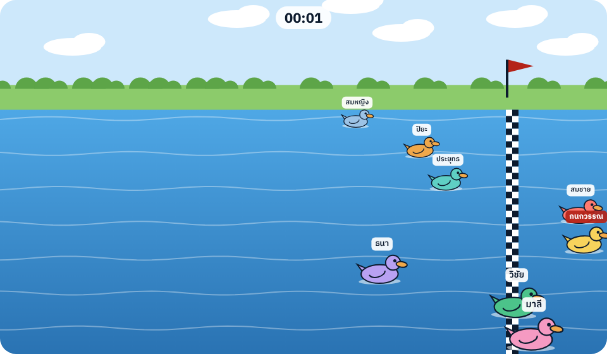 00:01
สมหญิง
ปิยะ
ประยุทธ
สมชาย
กนกวรรณ
ธนา
วิชัย
มาลี